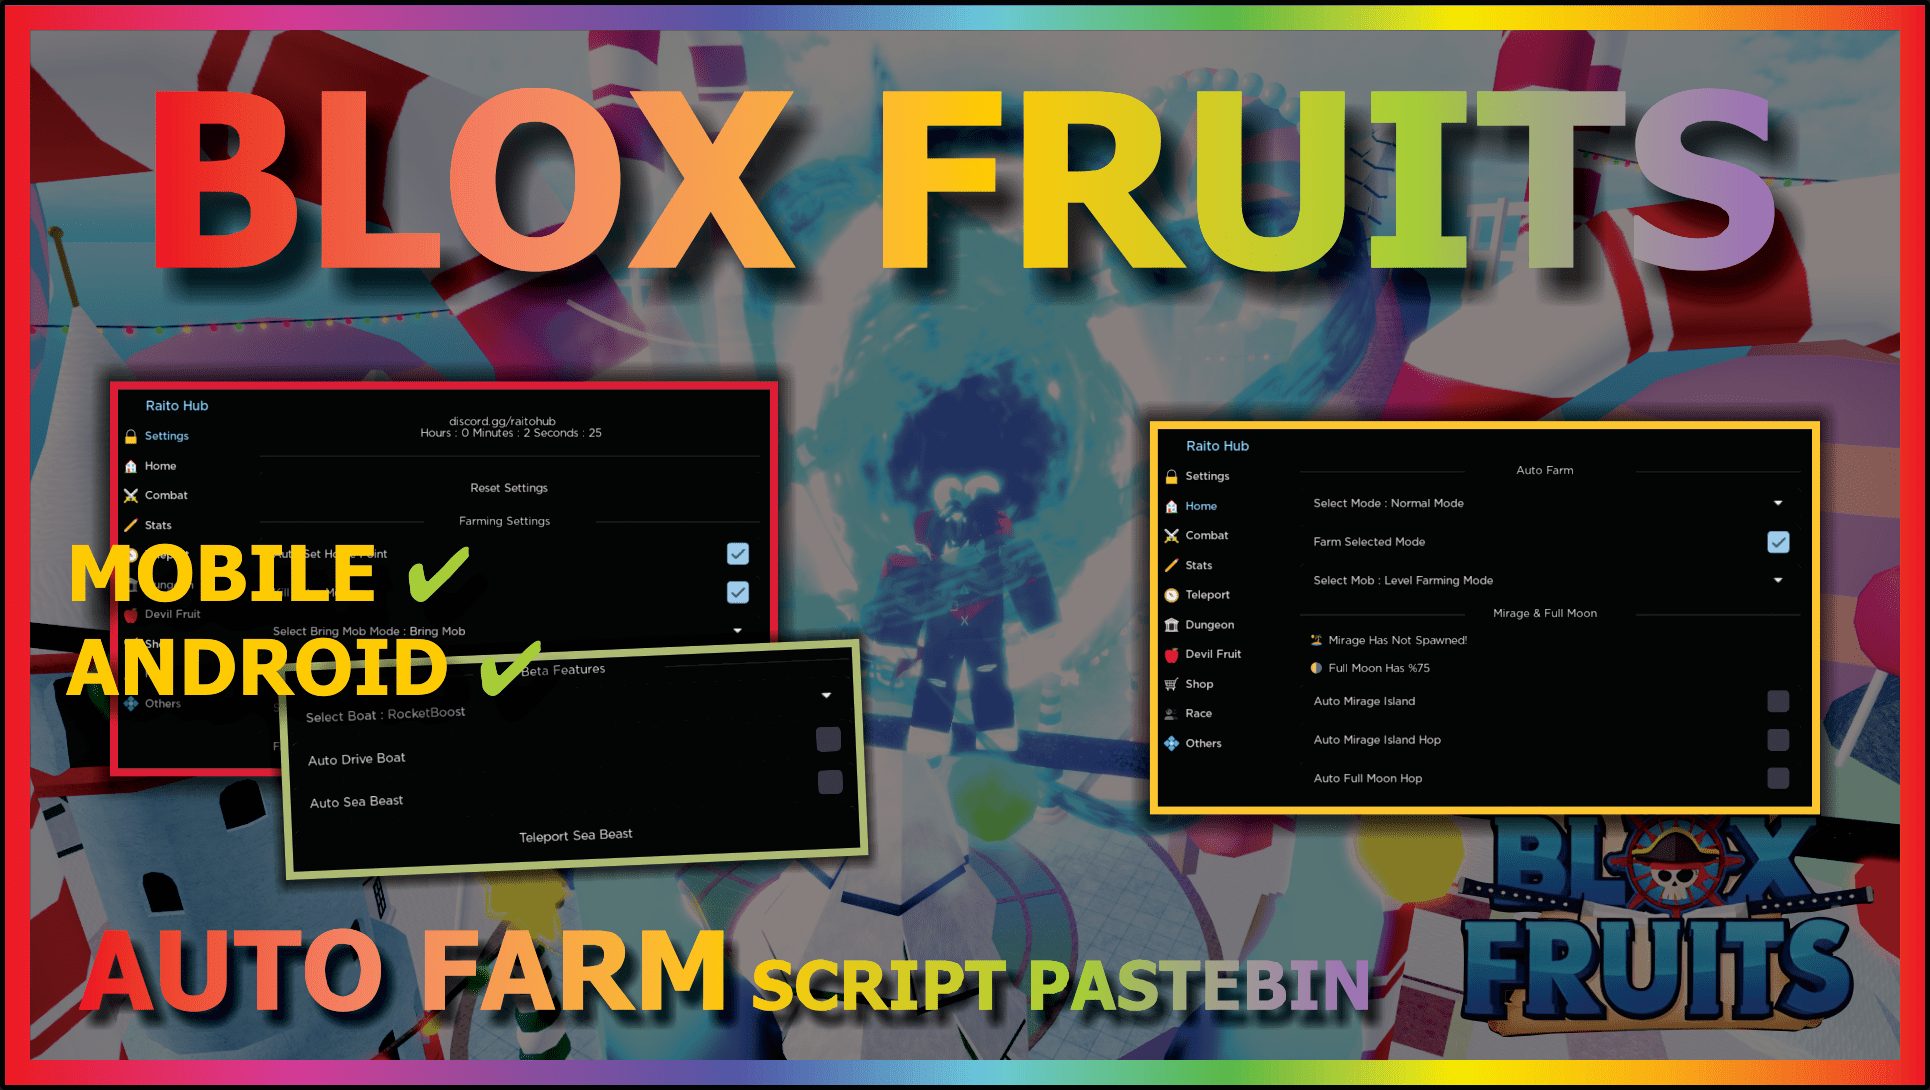 BLOX FRUITS
Raito Hub
Settings
Home
Combat
Stats
Devil Fruit
Others
discord.gg/raitohub
Hours : 0 Minutes : 2 Seconds : 25
Reset Settings
Farming Settings
Auto Set Home Point
Select Bring Mob Mode : Bring Mob
MOBILE ✔
ANDROID ✔
Beta Features
Select Boat : RocketBoost
Auto Drive Boat
Auto Sea Beast
Teleport Sea Beast
Raito Hub
Settings
Home
Combat
Stats
Teleport
Dungeon
Devil Fruit
Shop
Race
Others
Auto Farm
Select Mode : Normal Mode
Farm Selected Mode
Select Mob : Level Farming Mode
Mirage & Full Moon
Mirage Has Not Spawned!
Full Moon Has %75
Auto Mirage Island
Auto Mirage Island Hop
Auto Full Moon Hop
AUTO FARM SCRIPT PASTEBIN
BLOX
FRUITS